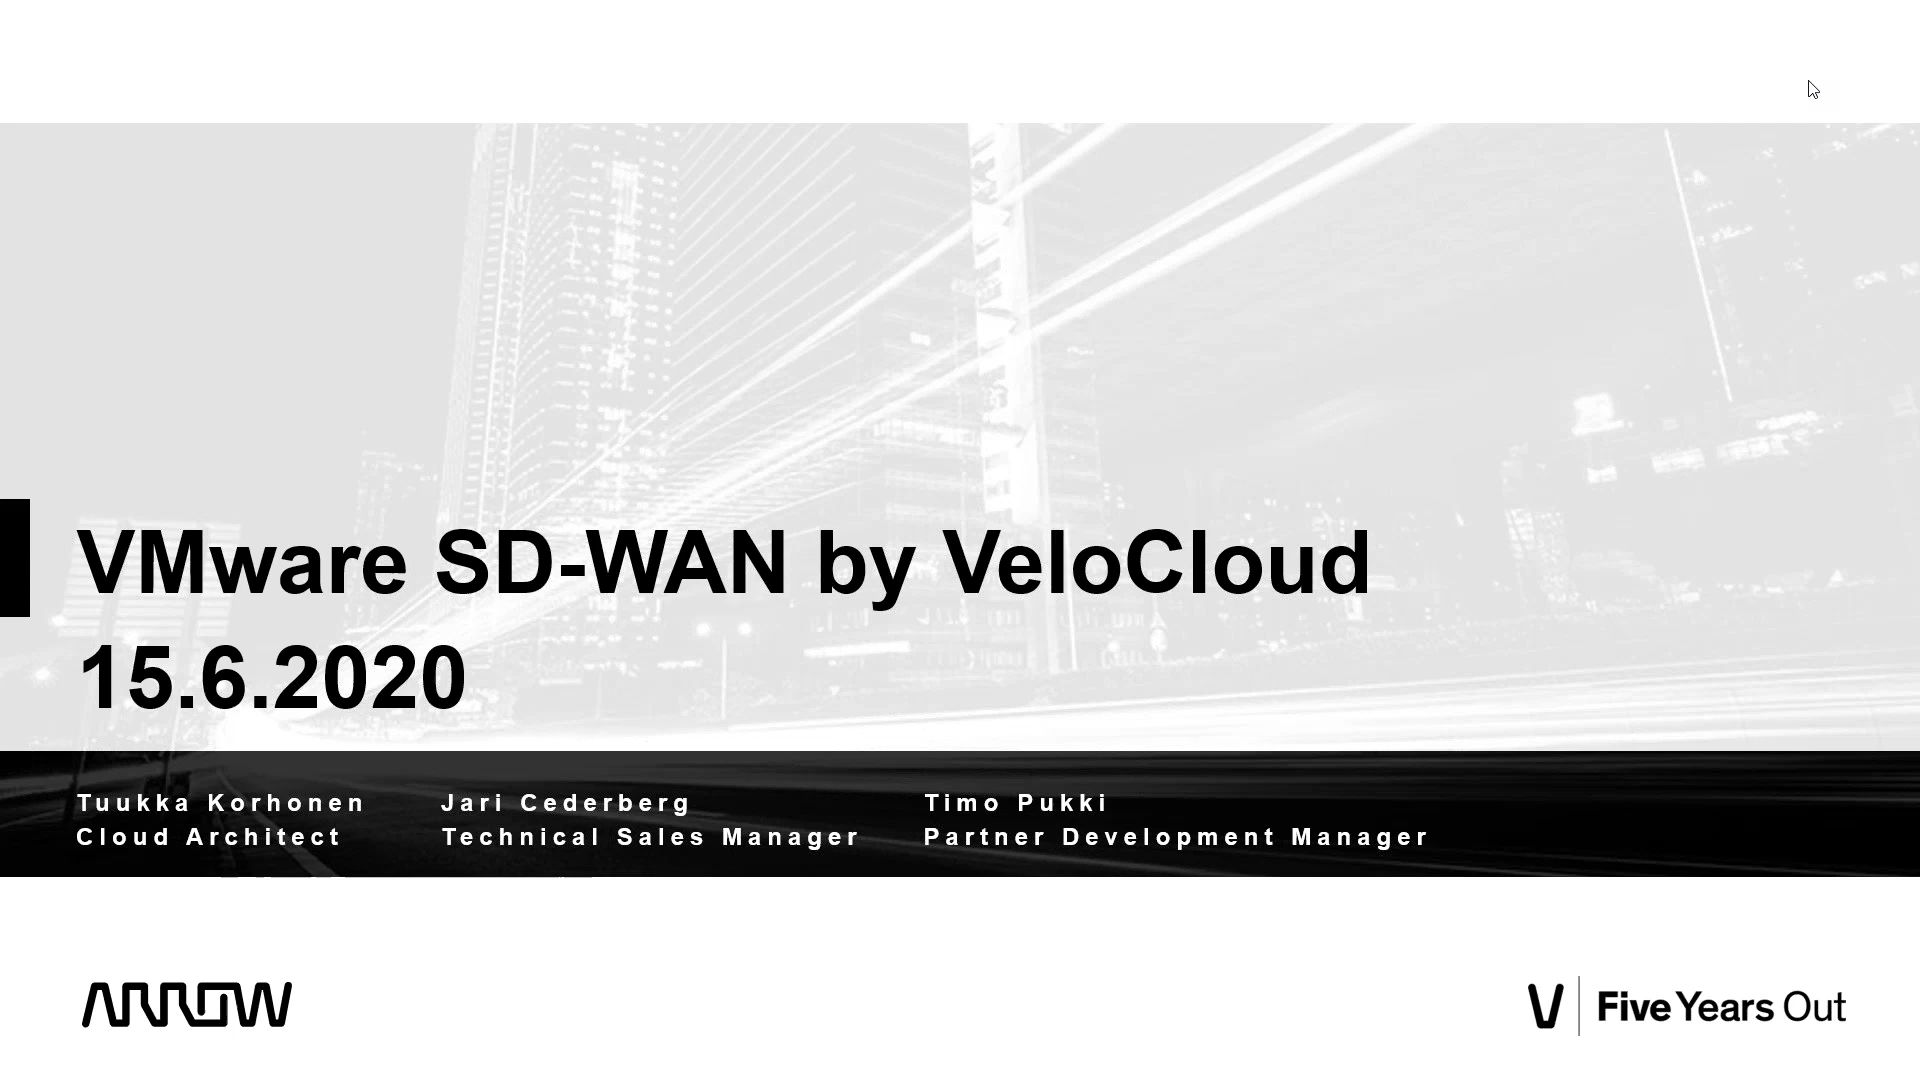 VMware SD-WAN by VeloCloud
15.6.2020
Tuukka Korhonen
Cloud Architect
Jari Cederberg
Technical Sales Manager
Timo Pukki
Partner Development Manager
ARROW
Five Years Out